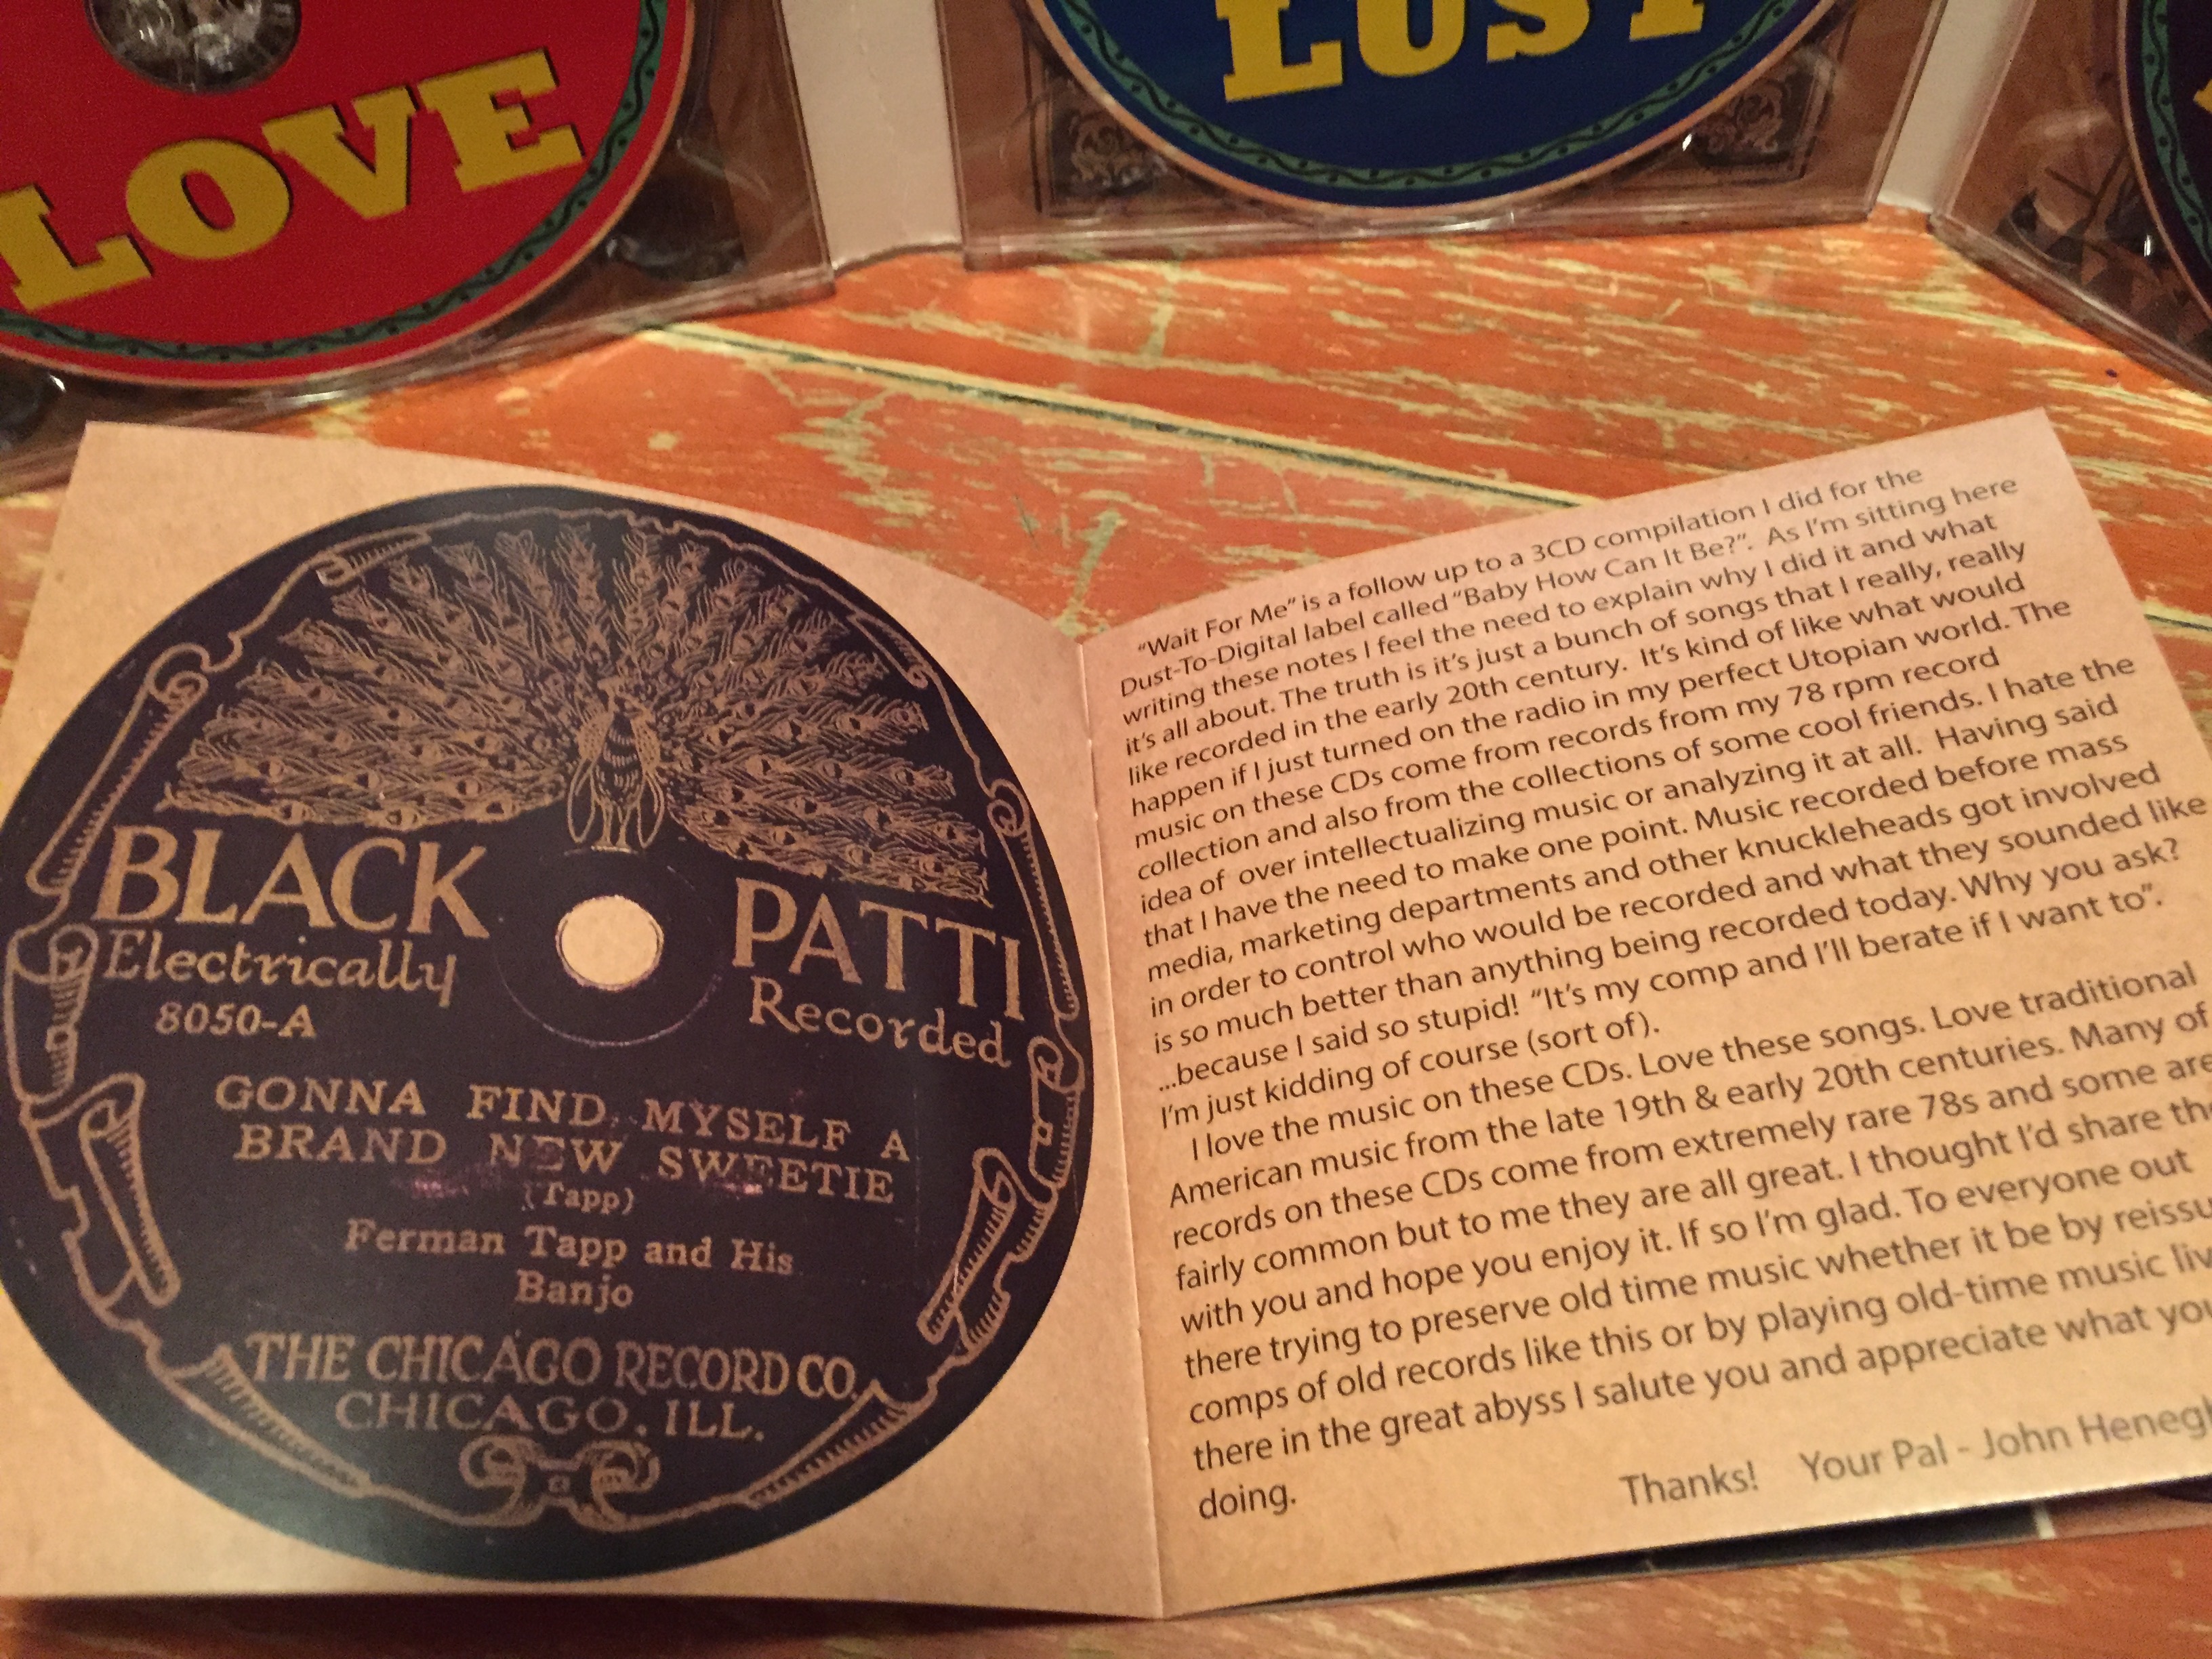 LOVE
LUST
BLACK PATTI
Electrically Recorded
8050-A
GONNA FIND MYSELF A
BRAND NEW SWEETIE
(Tapp)
Ferman Tapp and His
Banjo
THE CHICAGO RECORD CO.
CHICAGO, ILL.
"Wait For Me" is a follow up to a 3CD compilation I did for the
Dust-To-Digital label called "Baby How Can It Be?". As I'm sitting here
writing these notes I feel the need to explain why I did it and what
it's all about. The truth is it's just a bunch of songs that I really, really
like recorded in the early 20th century. It's kind of like what would
happen if I just turned on the radio in my perfect Utopian world. The
music on these CDs come from records from my 78 rpm record
collection and also from the collections of some cool friends. I hate the
idea of over intellectualizing music or analyzing it at all. Having said
that I have the need to make one point. Music recorded before mass
media, marketing departments and other knuckleheads got involved
in order to control who would be recorded and what they sounded like
is so much better than anything being recorded today. Why you ask?
...because I said so stupid! "It's my comp and I'll berate if I want to".
I'm just kidding of course (sort of).
I love the music on these CDs. Love these songs. Love traditional
American music from the late 19th & early 20th centuries. Many of
records on these CDs come from extremely rare 78s and some are
fairly common but to me they are all great. I thought I'd share
with you and hope you enjoy it. If so I'm glad. To everyone out
there trying to preserve old time music whether it be by
comps of old records like this or by playing old-time music
there in the great abyss I salute you and appreciate what
doing.
Thanks! Your Pal - John